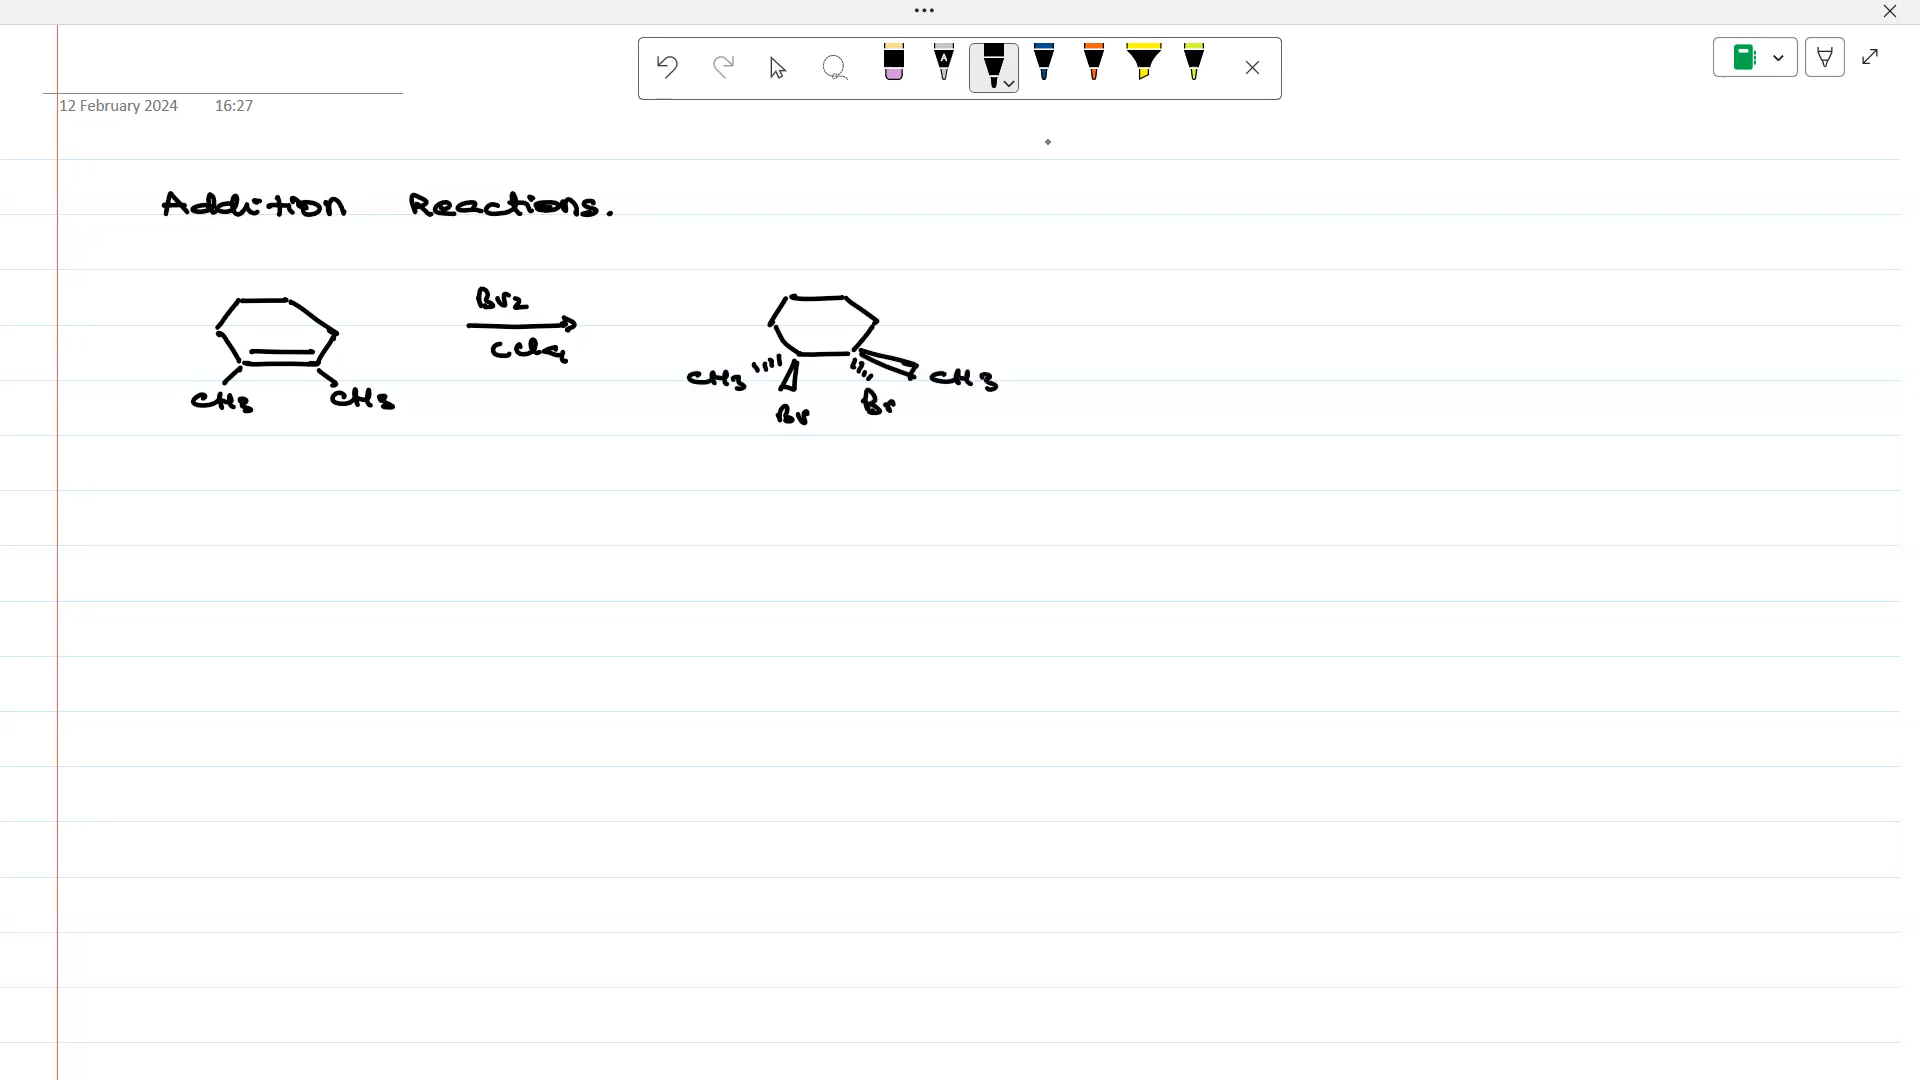 12 February 2024 16:27
Addition Reactions.
Br2
CCl4
CH3 CH3
CH3 Br Br CH3